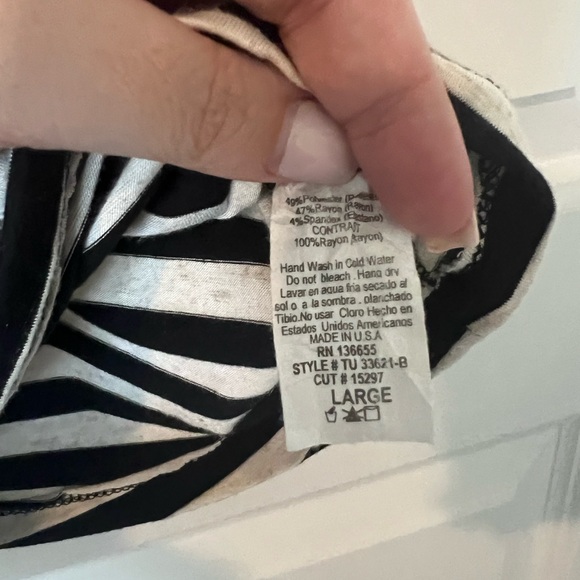 49% Polyester
47%Rayon (Rayon)
4%Spandex (Elastano)
CONTRAST
100%Rayon (Rayon)
Hand Wash in Cold Water
Do not bleach . Hang dry
Lavar en agua fria secado al
sol o a la sombra . planchado
Tibio.No usar Cloro Hecho en
Estados Unidos Americanos
MADE IN U.S.A
RN 136655
STYLE # TU 33621-B
CUT # 15297
LARGE